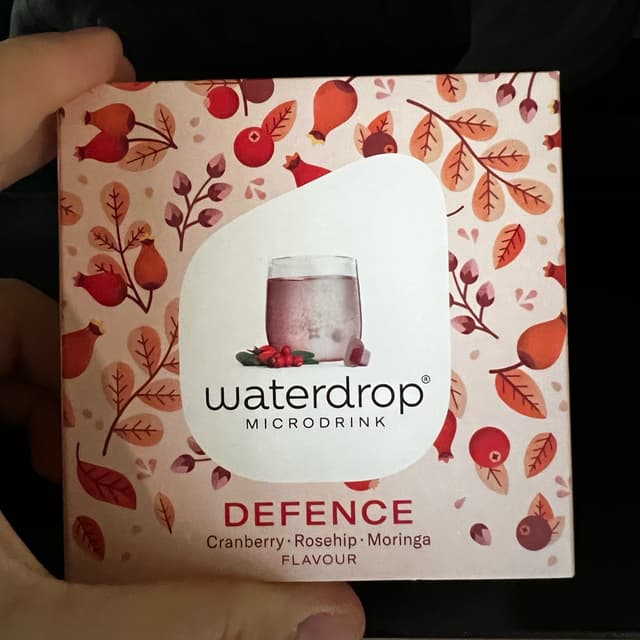 waterdrop®
MICRODRINK
DEFENCE
Cranberry · Rosehip · Moringa
FLAVOUR